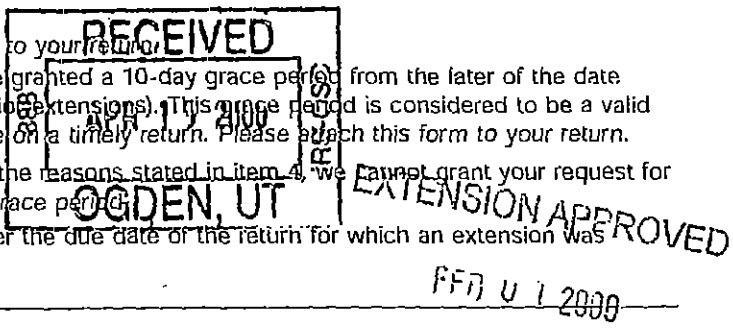 to your return.
RECEIVED
granted a 10-day grace period from the later of the date
extensions). This grace period is considered to be a valid
APR 2000
on a timely return. Please attach this form to your return.
the reasons stated in item 4, we cannot grant your request for
grace period.
OGDEN, UT
EXTENSION APPROVED
the due date of the return for which an extension was
2000